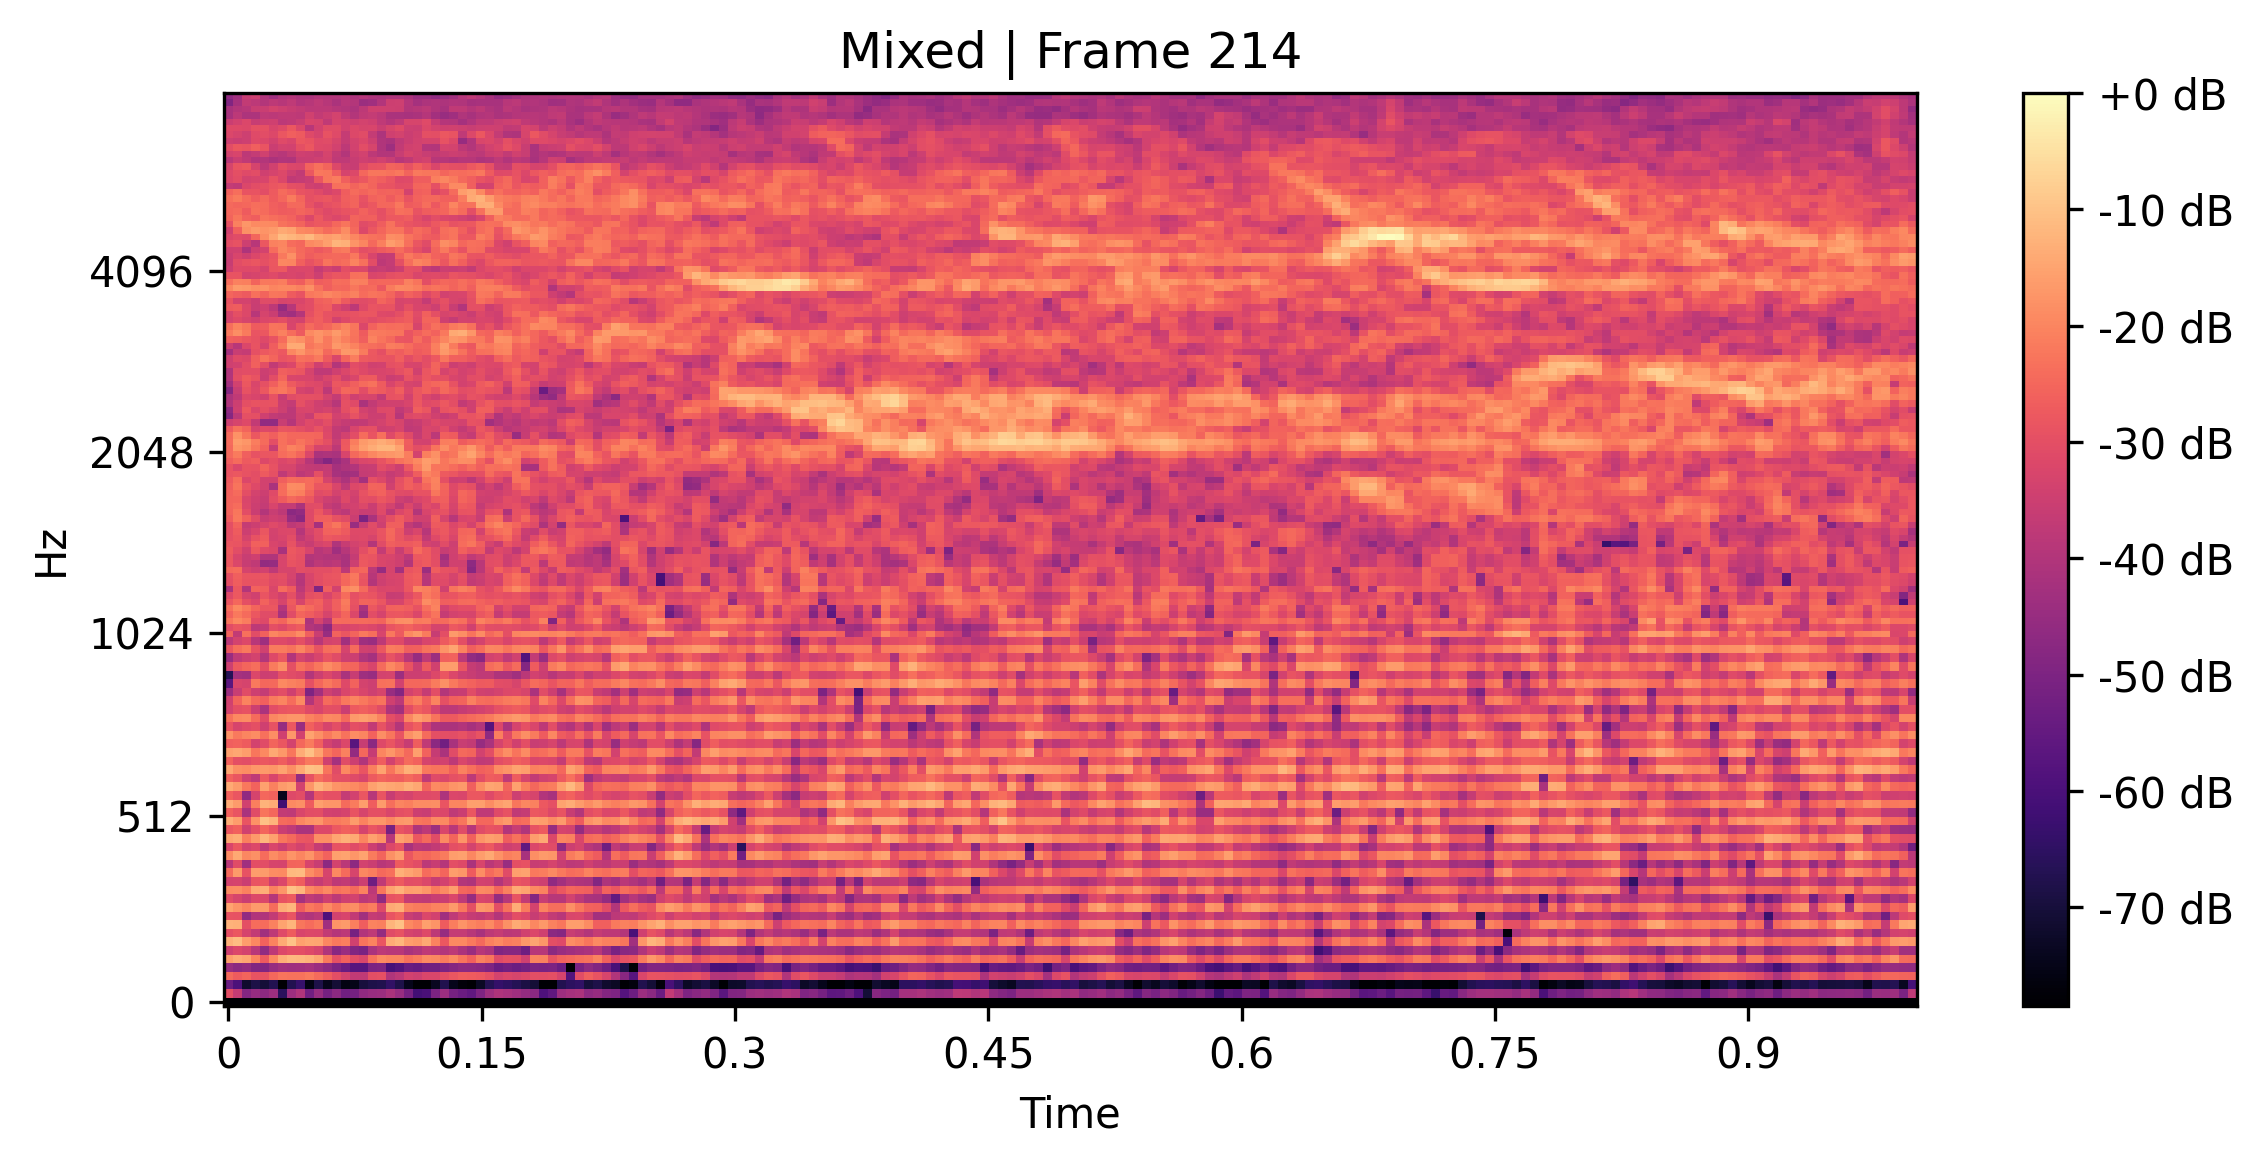 Mixed | Frame 214
Hz
4096
2048
1024
512
0
0 0.15 0.3 0.45 0.6 0.75 0.9
Time
+0 dB
-10 dB
-20 dB
-30 dB
-40 dB
-50 dB
-60 dB
-70 dB